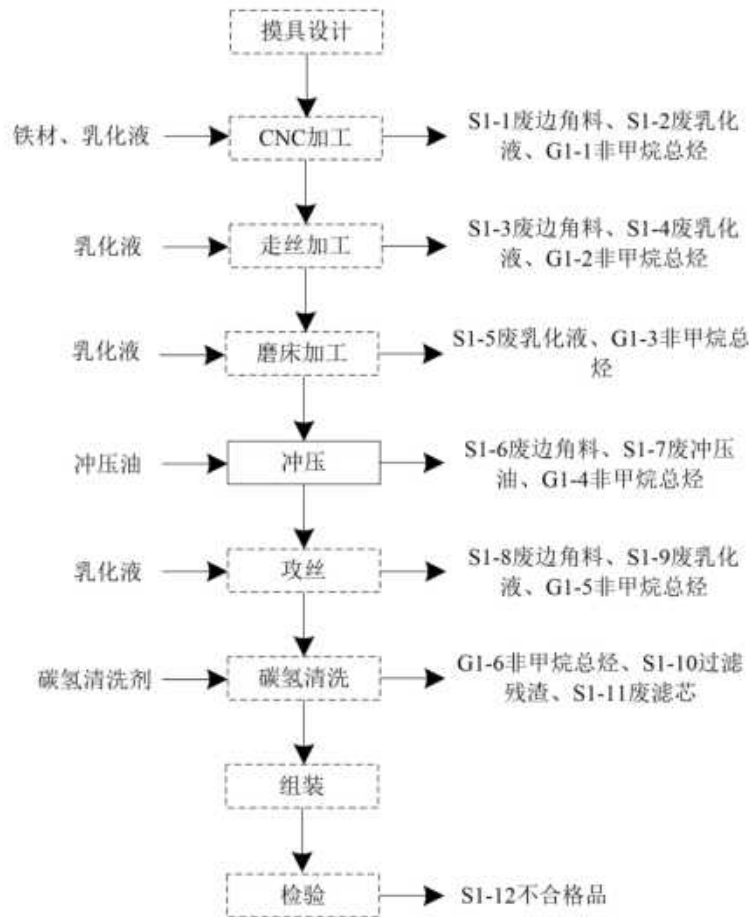 摸具设计
铁材、乳化液
CNC加工
S1-1废边角料、S1-2废乳化
液、G1-1非甲烷总烃
乳化液
走丝加工
S1-3废边角料、S1-4废乳化
液、G1-2非甲烷总烃
乳化液
磨床加工
S1-5废乳化液、G1-3非甲烷总
烃
冲压油
冲压
S1-6废边角料、S1-7废冲压
油、G1-4非甲烷总烃
乳化液
攻丝
S1-8废边角料、S1-9废乳化
液、G1-5非甲烷总烃
碳氢清洗剂
碳氢清洗
G1-6非甲烷总烃、S1-10过滤
残渣、S1-11废滤芯
组装
检验
S1-12不合格品